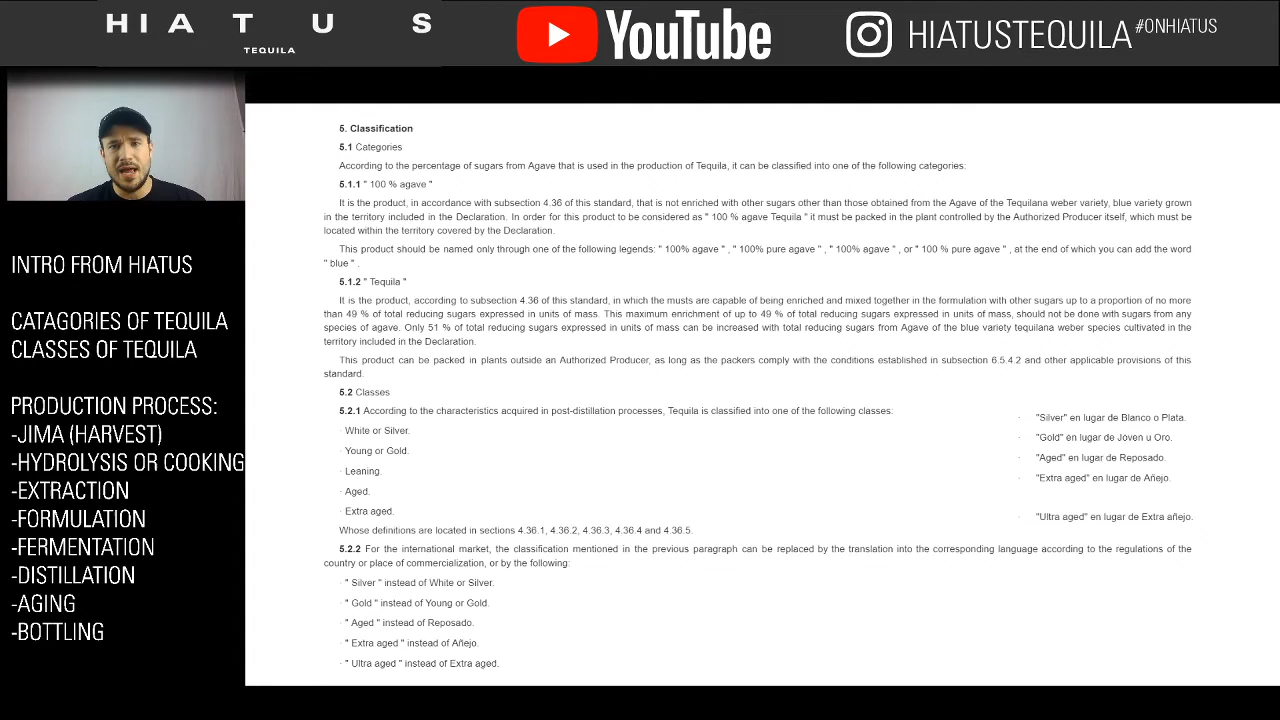 HIATUS
TEQUILA
YouTube
HIATUSTEQUILA #ONHIATUS
INTRO FROM HIATUS
CATAGORIES OF TEQUILA
CLASSES OF TEQUILA
PRODUCTION PROCESS:
-JIMA (HARVEST)
-HYDROLYSIS OR COOKING
-EXTRACTION
-FORMULATION
-FERMENTATION
-DISTILLATION
-AGING
-BOTTLING
5. Classification
5.1 Categories
According to the percentage of sugars from Agave that is used in the production of Tequila, it can be classified into one of the following categories:
5.1.1 " 100 % agave "
It is the product, in accordance with subsection 4.36 of this standard, that is not enriched with other sugars other than those obtained from the Agave of the Tequilana weber variety, blue variety grown
in the territory included in the Declaration. In order for this product to be considered as " 100 % agave Tequila " it must be packed in the plant controlled by the Authorized Producer itself, which must be
located within the territory covered by the Declaration.
This product should be named only through one of the following legends: " 100% agave " , " 100% pure agave " , " 100% agave " , or " 100 % pure agave " , at the end of which you can add the word
" blue " .
5.1.2 " Tequila "
It is the product, according to subsection 4.36 of this standard, in which the musts are capable of being enriched and mixed together in the formulation with other sugars up to a proportion of no more
than 49 % of total reducing sugars expressed in units of mass. This maximum enrichment of up to 49 % of total reducing sugars expressed in units of mass, should not be done with sugars from any
species of agave. Only 51 % of total reducing sugars expressed in units of mass can be increased with total reducing sugars from Agave of the blue variety tequilana weber species cultivated in the
territory included in the Declaration.
This product can be packed in plants outside an Authorized Producer, as long as the packers comply with the conditions established in subsection 6.5.4.2 and other applicable provisions of this
standard.
5.2 Classes
5.2.1 According to the characteristics acquired in post-distillation processes, Tequila is classified into one of the following classes:
· White or Silver.
· Young or Gold.
· Leaning.
· Aged.
· Extra aged.
· "Silver" en lugar de Blanco o Plata.
· "Gold" en lugar de Joven u Oro.
· "Aged" en lugar de Reposado.
· "Extra aged" en lugar de Añejo.
· "Ultra aged" en lugar de Extra añejo.
Whose definitions are located in sections 4.36.1, 4.36.2, 4.36.3, 4.36.4 and 4.36.5.
5.2.2 For the international market, the classification mentioned in the previous paragraph can be replaced by the translation into the corresponding language according to the regulations of the
country or place of commercialization, or by the following:
· " Silver " instead of White or Silver.
· " Gold " instead of Young or Gold.
· " Aged " instead of Reposado.
· " Extra aged " instead of Añejo.
· " Ultra aged " instead of Extra aged.